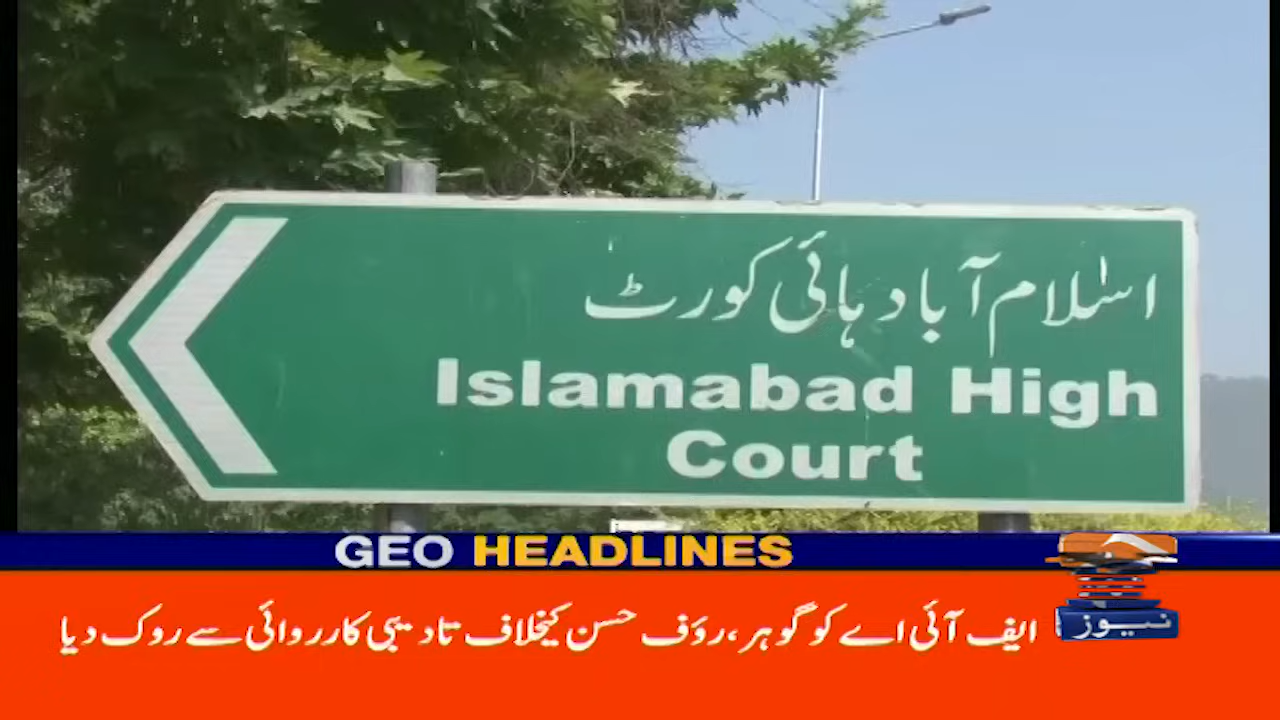 اسلام آباد ہائی کورٹ
Islamabad High
Court
GEO HEADLINES
ایف آئی اے کو گوہر، رؤف حسن کیخلاف تادیبی کارروائی سے روک دیا
نیوز